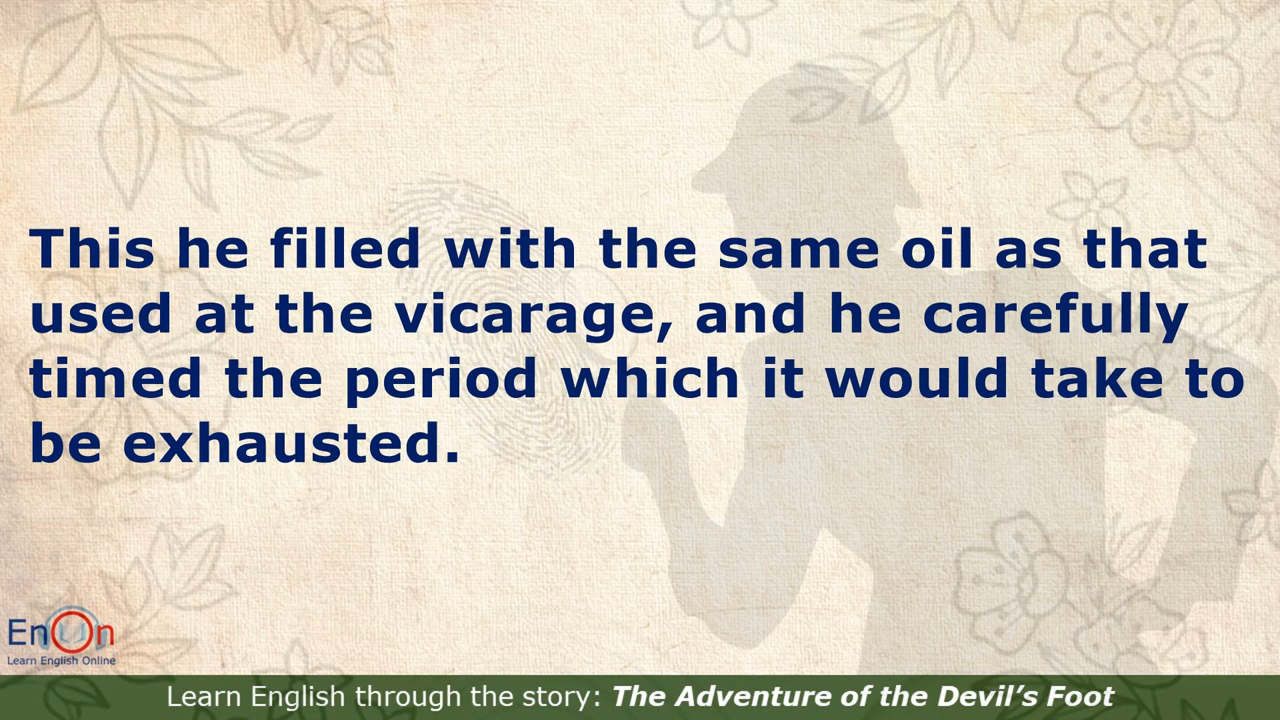 This he filled with the same oil as that
used at the vicarage, and he carefully
timed the period which it would take to
be exhausted.
EnOn
Learn English Online
Learn English through the story: The Adventure of the Devil’s Foot